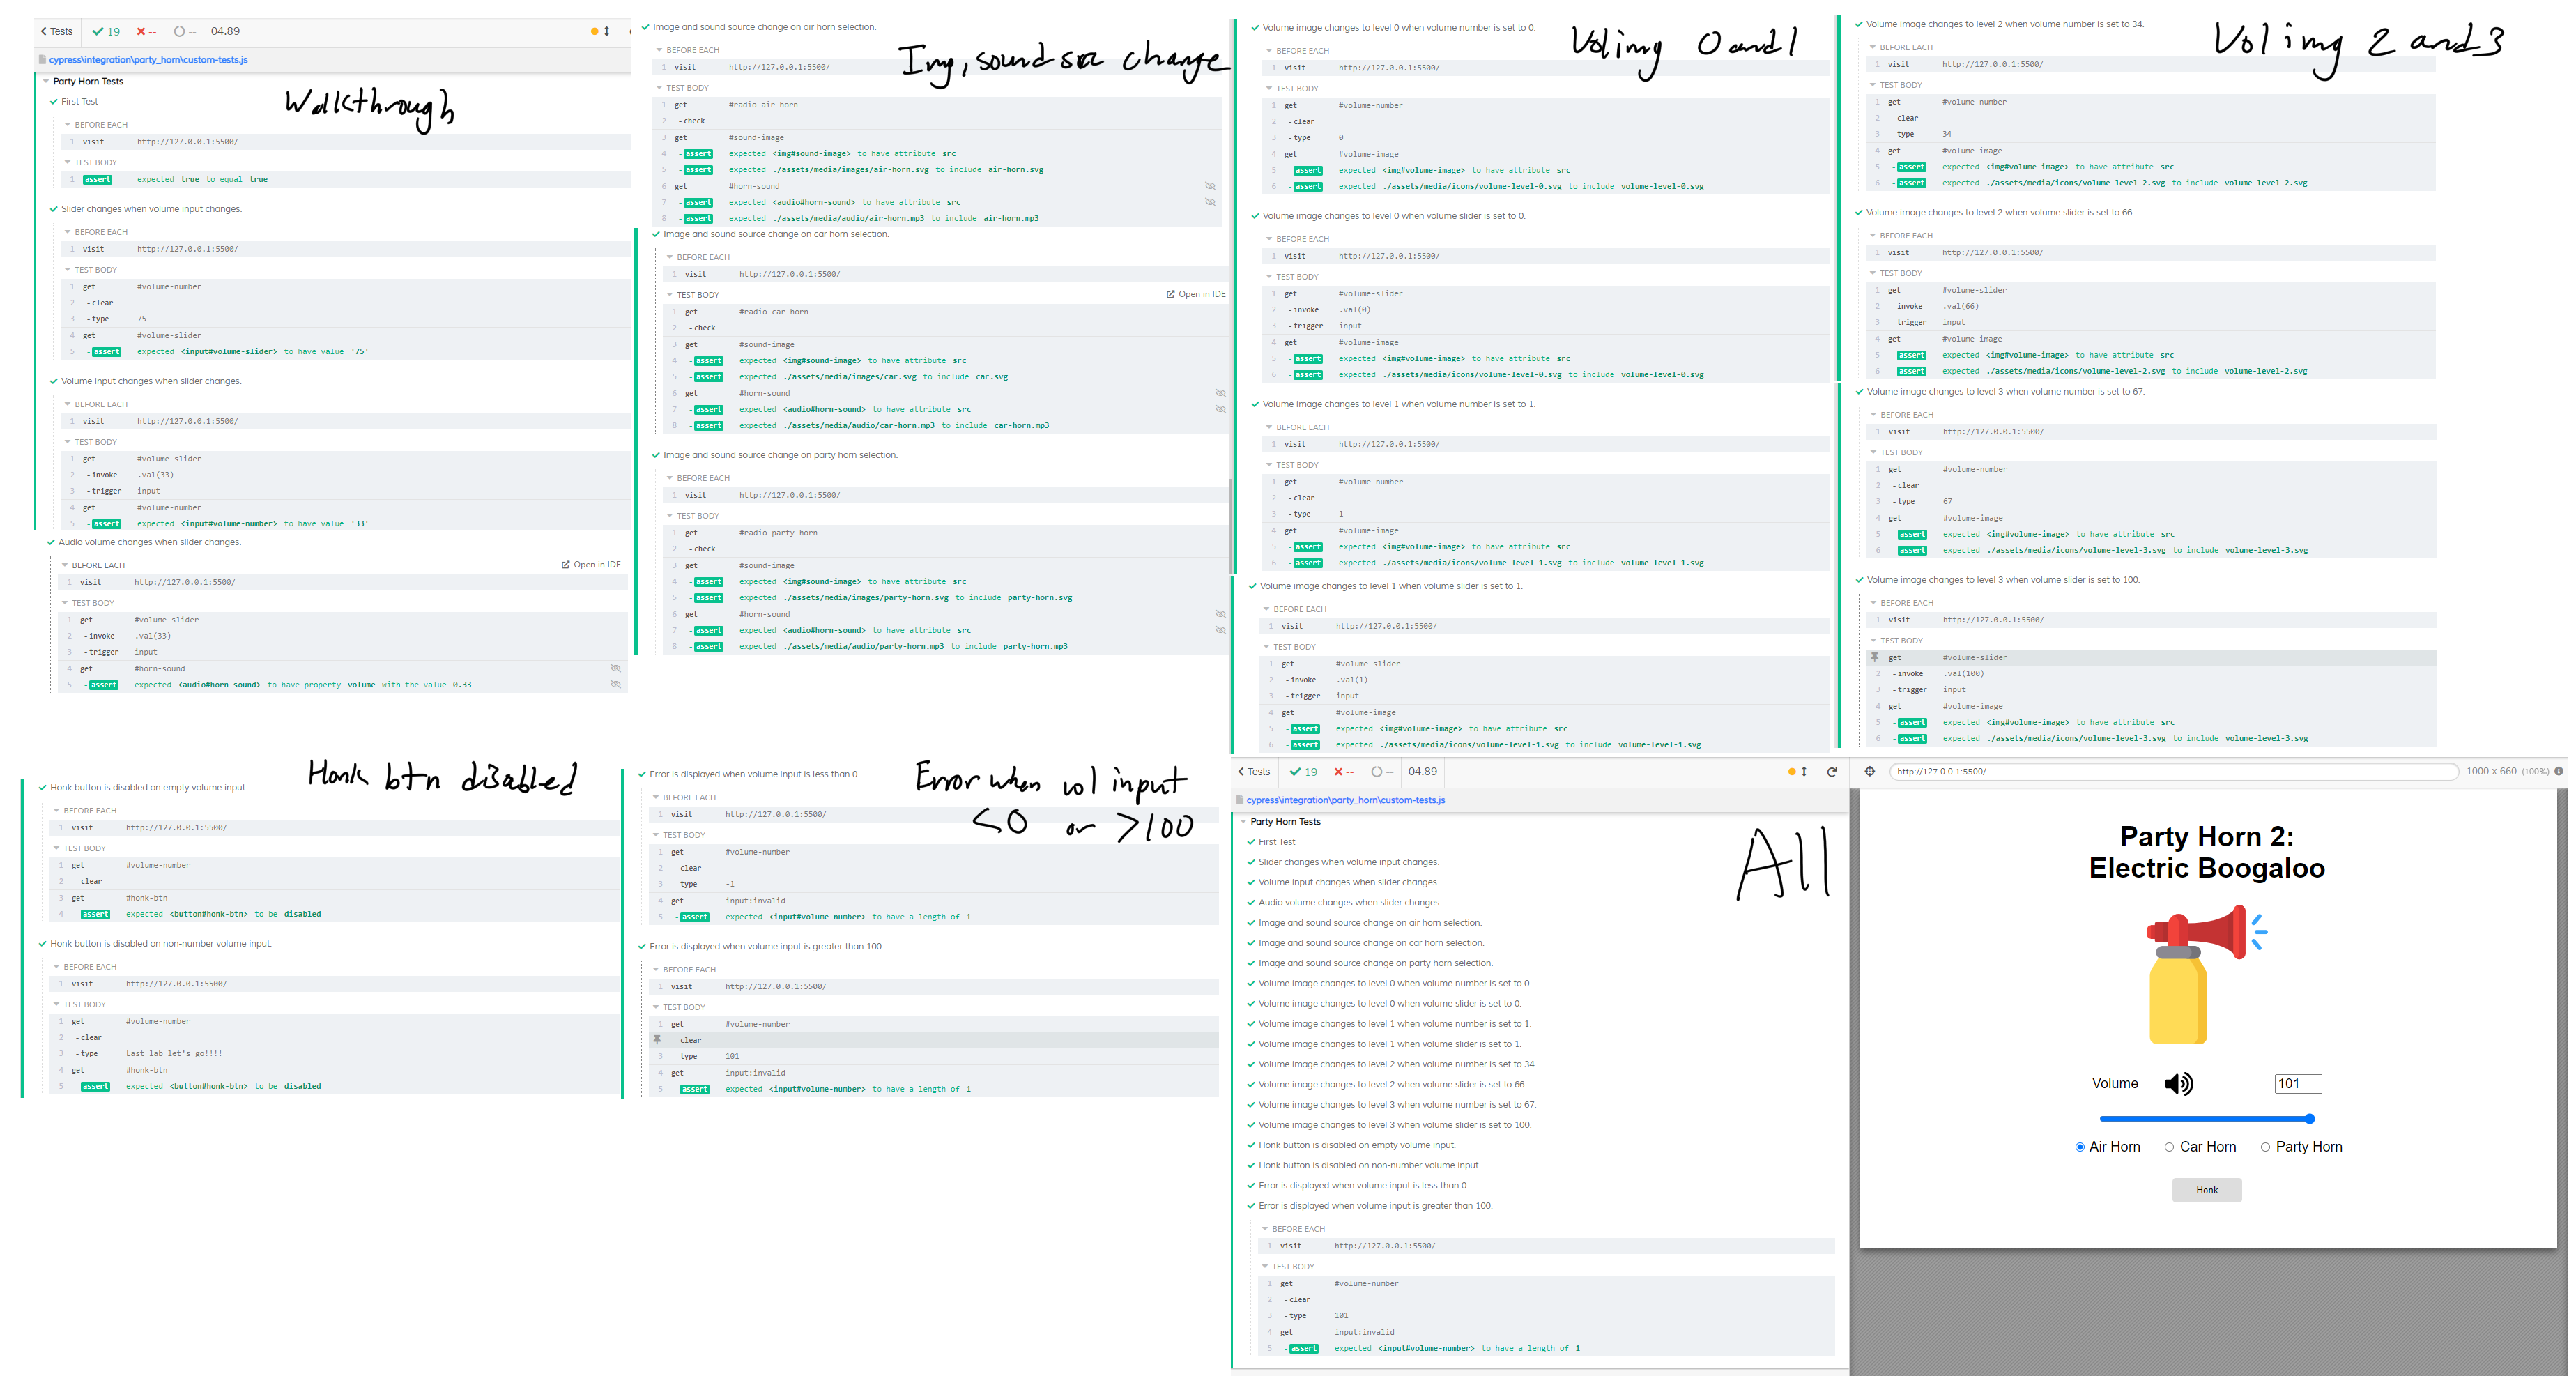 Tests 19 -- -- 04.89
cypress\integration\party_horn\custom-tests.js
Party Horn Tests
Walkthrough
First Test
BEFORE EACH
1 visit http://127.0.0.1:5500/
TEST BODY
1 assert expected true to equal true
Slider changes when volume input changes.
BEFORE EACH
1 visit http://127.0.0.1:5500/
TEST BODY
1 get #volume-number
2 -clear
3 -type 75
4 get #volume-slider
5 -assert expected <input#volume-slider> to have value '75'
Volume input changes when slider changes.
BEFORE EACH
1 visit http://127.0.0.1:5500/
TEST BODY
1 get #volume-slider
2 -invoke .val(33)
3 -trigger input
4 get #volume-number
5 -assert expected <input#volume-number> to have value '33'
Audio volume changes when slider changes.
BEFORE EACH Open in IDE
1 visit http://127.0.0.1:5500/
TEST BODY
1 get #volume-slider
2 -invoke .val(33)
3 -trigger input
4 get #horn-sound
5 -assert expected <audio#horn-sound> to have property volume with the value 0.33
Image and sound source change on air horn selection.
Img, sound src change
BEFORE EACH
1 visit http://127.0.0.1:5500/
TEST BODY
1 get #radio-air-horn
2 -check
3 get #sound-image
4 -assert expected <img#sound-image> to have attribute src
5 -assert expected ./assets/media/images/air-horn.svg to include air-horn.svg
6 get #horn-sound
7 -assert expected <audio#horn-sound> to have attribute src
8 -assert expected ./assets/media/audio/air-horn.mp3 to include air-horn.mp3
Image and sound source change on car horn selection.
BEFORE EACH
1 visit http://127.0.0.1:5500/
TEST BODY Open in IDE
1 get #radio-car-horn
2 -check
3 get #sound-image
4 -assert expected <img#sound-image> to have attribute src
5 -assert expected ./assets/media/images/car.svg to include car.svg
6 get #horn-sound
7 -assert expected <audio#horn-sound> to have attribute src
8 -assert expected ./assets/media/audio/car-horn.mp3 to include car-horn.mp3
Image and sound source change on party horn selection.
BEFORE EACH
1 visit http://127.0.0.1:5500/
TEST BODY
1 get #radio-party-horn
2 -check
3 get #sound-image
4 -assert expected <img#sound-image> to have attribute src
5 -assert expected ./assets/media/images/party-horn.svg to include party-horn.svg
6 get #horn-sound
7 -assert expected <audio#horn-sound> to have attribute src
8 -assert expected ./assets/media/audio/party-horn.mp3 to include party-horn.mp3
Volume image changes to level 0 when volume number is set to 0.
Vol img 0 and 1
BEFORE EACH
1 visit http://127.0.0.1:5500/
TEST BODY
1 get #volume-number
2 -clear
3 -type 0
4 get #volume-image
5 -assert expected <img#volume-image> to have attribute src
6 -assert expected ./assets/media/icons/volume-level-0.svg to include volume-level-0.svg
Volume image changes to level 0 when volume slider is set to 0.
BEFORE EACH
1 visit http://127.0.0.1:5500/
TEST BODY
1 get #volume-slider
2 -invoke .val(0)
3 -trigger input
4 get #volume-image
5 -assert expected <img#volume-image> to have attribute src
6 -assert expected ./assets/media/icons/volume-level-0.svg to include volume-level-0.svg
Volume image changes to level 1 when volume number is set to 1.
BEFORE EACH
1 visit http://127.0.0.1:5500/
TEST BODY
1 get #volume-number
2 -clear
3 -type 1
4 get #volume-image
5 -assert expected <img#volume-image> to have attribute src
6 -assert expected ./assets/media/icons/volume-level-1.svg to include volume-level-1.svg
Volume image changes to level 1 when volume slider is set to 1.
BEFORE EACH
1 visit http://127.0.0.1:5500/
TEST BODY
1 get #volume-slider
2 -invoke .val(1)
3 -trigger input
4 get #volume-image
5 -assert expected <img#volume-image> to have attribute src
6 -assert expected ./assets/media/icons/volume-level-1.svg to include volume-level-1.svg
Volume image changes to level 2 when volume number is set to 34.
Vol img 2 and 3
BEFORE EACH
1 visit http://127.0.0.1:5500/
TEST BODY
1 get #volume-number
2 -clear
3 -type 34
4 get #volume-image
5 -assert expected <img#volume-image> to have attribute src
6 -assert expected ./assets/media/icons/volume-level-2.svg to include volume-level-2.svg
Volume image changes to level 2 when volume slider is set to 66.
BEFORE EACH
1 visit http://127.0.0.1:5500/
TEST BODY
1 get #volume-slider
2 -invoke .val(66)
3 -trigger input
4 get #volume-image
5 -assert expected <img#volume-image> to have attribute src
6 -assert expected ./assets/media/icons/volume-level-2.svg to include volume-level-2.svg
Volume image changes to level 3 when volume number is set to 67.
BEFORE EACH
1 visit http://127.0.0.1:5500/
TEST BODY
1 get #volume-number
2 -clear
3 -type 67
4 get #volume-image
5 -assert expected <img#volume-image> to have attribute src
6 -assert expected ./assets/media/icons/volume-level-3.svg to include volume-level-3.svg
Volume image changes to level 3 when volume slider is set to 100.
BEFORE EACH
1 visit http://127.0.0.1:5500/
TEST BODY
get #volume-slider
2 -invoke .val(100)
3 -trigger input
4 get #volume-image
5 -assert expected <img#volume-image> to have attribute src
6 -assert expected ./assets/media/icons/volume-level-3.svg to include volume-level-3.svg
Honk btn disabled
Honk button is disabled on empty volume input.
BEFORE EACH
1 visit http://127.0.0.1:5500/
TEST BODY
1 get #volume-number
2 -clear
3 get #honk-btn
4 -assert expected <button#honk-btn> to be disabled
Honk button is disabled on non-number volume input.
BEFORE EACH
1 visit http://127.0.0.1:5500/
TEST BODY
1 get #volume-number
2 -clear
3 -type Last lab let's go!!!!
4 get #honk-btn
5 -assert expected <button#honk-btn> to be disabled
Error is displayed when volume input is less than 0.
Error when vol input
<0 or >100
BEFORE EACH
1 visit http://127.0.0.1:5500/
TEST BODY
1 get #volume-number
2 -clear
3 -type -1
4 get input:invalid
5 -assert expected <input#volume-number> to have a length of 1
Error is displayed when volume input is greater than 100.
BEFORE EACH
1 visit http://127.0.0.1:5500/
TEST BODY
1 get #volume-number
-clear
3 -type 101
4 get input:invalid
5 -assert expected <input#volume-number> to have a length of 1
Tests 19 -- -- 04.89
cypress\integration\party_horn\custom-tests.js
Party Horn Tests
All
First Test
Slider changes when volume input changes.
Volume input changes when slider changes.
Audio volume changes when slider changes.
Image and sound source change on air horn selection.
Image and sound source change on car horn selection.
Image and sound source change on party horn selection.
Volume image changes to level 0 when volume number is set to 0.
Volume image changes to level 0 when volume slider is set to 0.
Volume image changes to level 1 when volume number is set to 1.
Volume image changes to level 1 when volume slider is set to 1.
Volume image changes to level 2 when volume number is set to 34.
Volume image changes to level 2 when volume slider is set to 66.
Volume image changes to level 3 when volume number is set to 67.
Volume image changes to level 3 when volume slider is set to 100.
Honk button is disabled on empty volume input.
Honk button is disabled on non-number volume input.
Error is displayed when volume input is less than 0.
Error is displayed when volume input is greater than 100.
BEFORE EACH
1 visit http://127.0.0.1:5500/
TEST BODY
1 get #volume-number
2 -clear
3 -type 101
4 get input:invalid
5 -assert expected <input#volume-number> to have a length of 1
http://127.0.0.1:5500/ 1000 x 660 (100%)
Party Horn 2:
Electric Boogaloo
Volume 101
Air Horn Car Horn Party Horn
Honk